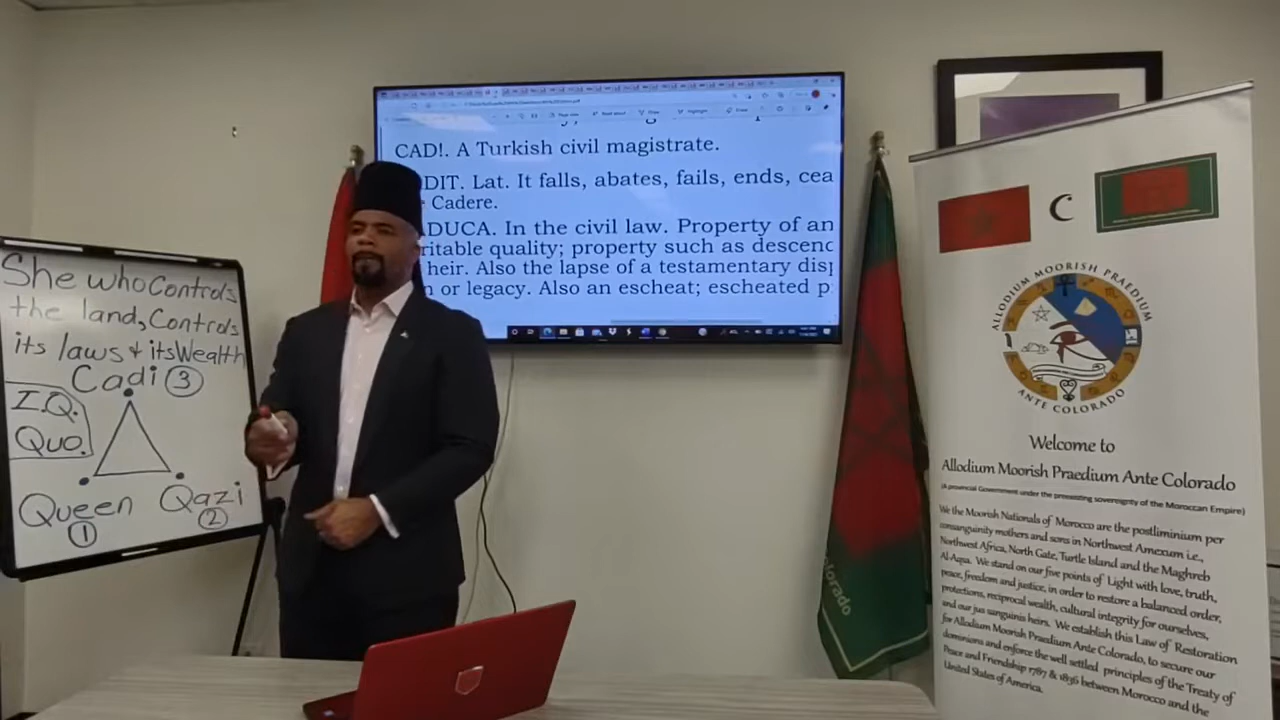 She who Controls
the land, Controls
its laws & its Wealth
Cadi ③
I.Q.
Quo.
Queen
①
Qazi
②
CAD!. A Turkish civil magistrate.
DIT. Lat. It falls, abates, fails, ends, cea
Cadere.
ADUCA. In the civil law. Property of an
ritable quality; property such as descend
heir. Also the lapse of a testamentary disp
n or legacy. Also an escheat; escheated p
olorado
ALLODIUM MOORISH PRAEDIUM
ANTE COLORADO
Welcome to
Allodium Moorish Praedium Ante Colorado
(A provincial Government under the preexisting sovereignty of the Moroccan Empire)
We the Moorish Nationals of Morocco are the postliminium per
consanguinity mothers and sons in Northwest Amexum i.e.,
Northwest Africa, North Gate, Turtle Island and the Maghreb
Al-Aqsa. We stand on our five points of Light with love, truth,
peace, freedom and justice, in order to restore a balanced order,
protections, reciprocal wealth, cultural integrity for ourselves,
and our jus sanguinis heirs. We establish this Law of Restoration
for Allodium Moorish Praedium Ante Colorado, to secure our
dominions and enforce the well settled principles of the Treaty of
Peace and Friendship 1787 & 1836 between Morocco and the
United States of America.